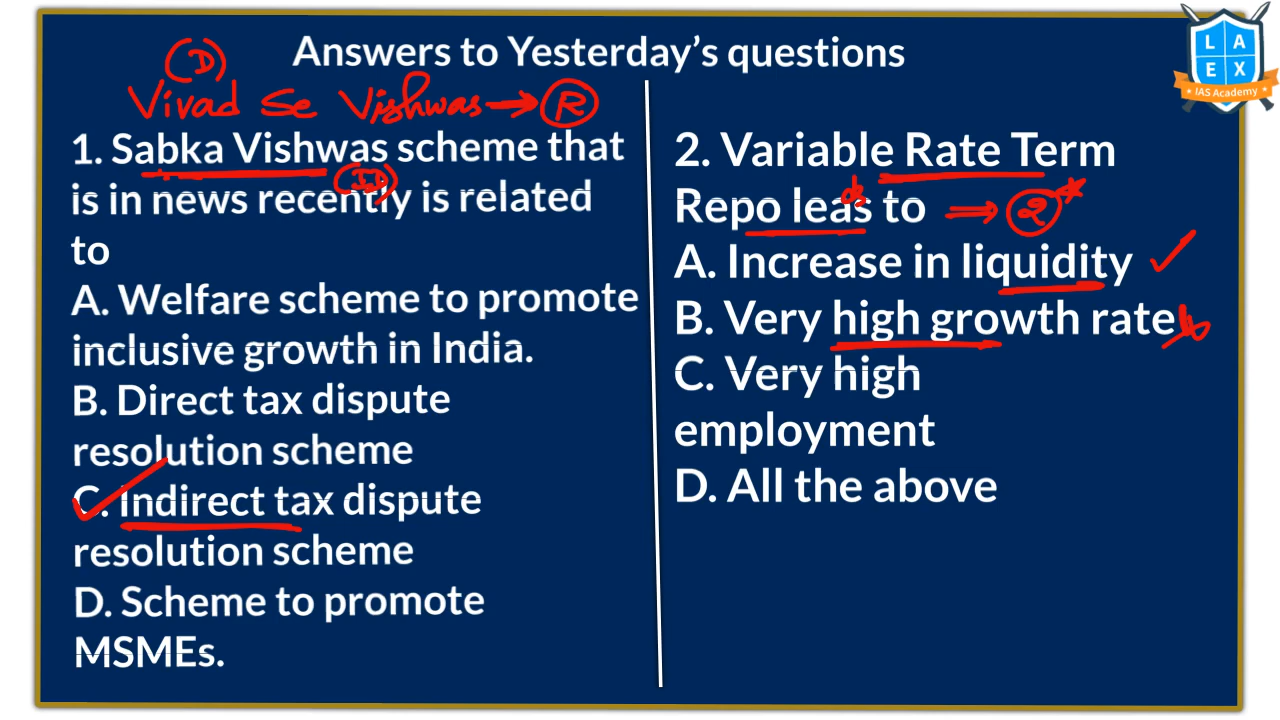 Answers to Yesterday's questions
(D)
Vivad Se Vishwas → R
1. Sabka Vishwas scheme that
(ID)
is in news recently is related
to
A. Welfare scheme to promote
inclusive growth in India.
B. Direct tax dispute
resolution scheme
C. Indirect tax dispute
resolution scheme
D. Scheme to promote
MSMEs.
2. Variable Rate Term
Repo leas to ⇒ 2*
ds
A. Increase in liquidity ✓
B. Very high growth rate
C. Very high
employment
D. All the above
L A
E X
IAS Academy